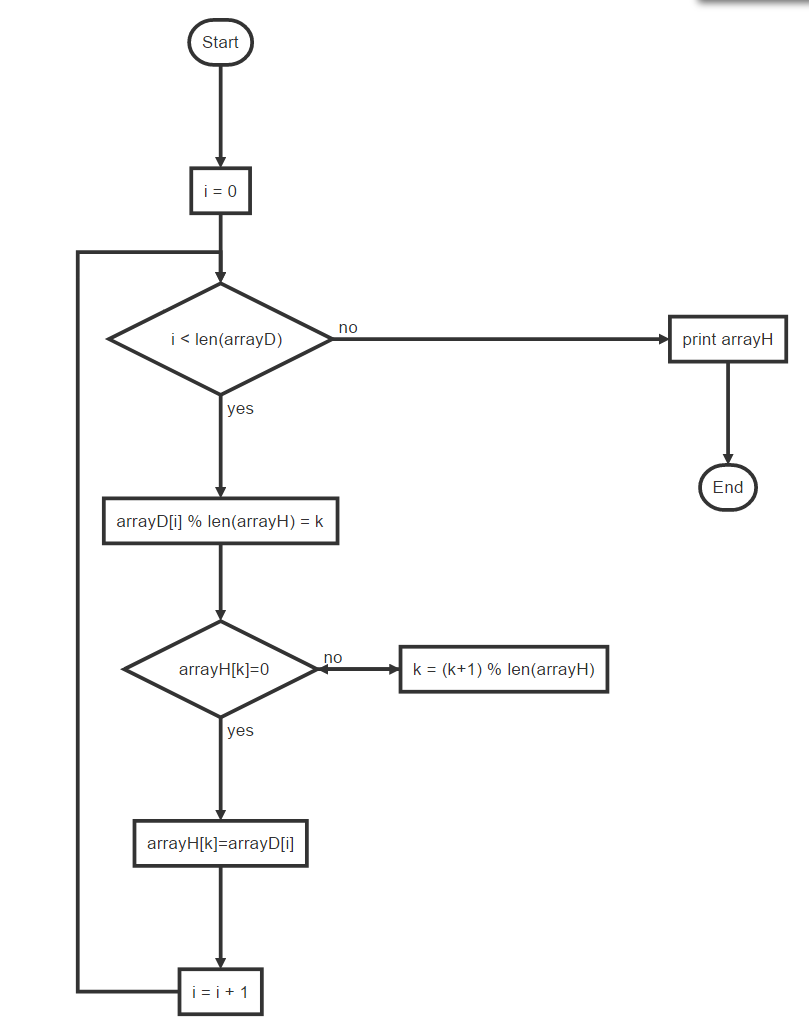 Start
i = 0
i < len(arrayD)
no
print arrayH
yes
End
arrayD[i] % len(arrayH) = k
arrayH[k]=0
no
k = (k+1) % len(arrayH)
yes
arrayH[k]=arrayD[i]
i = i + 1